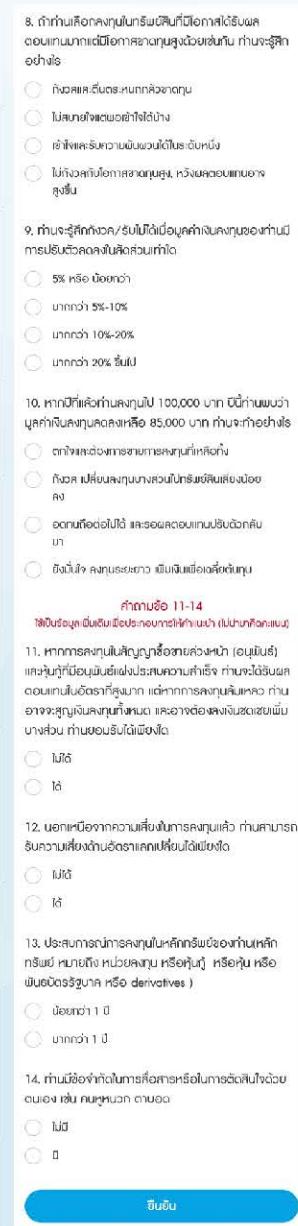 8. ถ้าท่านเลือกลงทุนในทรัพย์สินที่มีโอกาสได้รับผล
ตอบแทนมากแต่มีโอกาสขาดทุนสูงด้วยเช่นกัน ท่านจะรู้สึก
อย่างไร
กังวลและตื่นตระหนกกลัวขาดทุน
ไม่สบายใจแต่พอเข้าใจได้บ้าง
เข้าใจและรับความผันผวนได้ในระดับหนึ่ง
ไม่กังวลกับโอกาสขาดทุนสูง, หวังผลตอบแทนอาจ
สูงขึ้น
9. ท่านจะรู้สึกกังวล/รับไม่ได้เมื่อมูลค่าเงินลงทุนของท่านมี
การปรับตัวลดลงในสัดส่วนเท่าใด
5% หรือ น้อยกว่า
มากกว่า 5%-10%
มากกว่า 10%-20%
มากกว่า 20% ขึ้นไป
10. หากปีที่แล้วท่านลงทุนไป 100,000 บาท ปีนี้ท่านพบว่า
มูลค่าเงินลงทุนลดลงเหลือ 85,000 บาท ท่านจะทำอย่างไร
ตกใจและต้องการขายการลงทุนที่เหลือทิ้ง
กังวล เปลี่ยนลงทุนบางส่วนไปทรัพย์สินเสี่ยงน้อย
ลง
อดทนถือต่อไปได้ และรอผลตอบแทนปรับตัวกลับ
มา
ยังมั่นใจ ลงทุนระยะยาว เพิ่มเงินเพื่อเฉลี่ยต้นทุน
คำถามข้อ 11-14
ใช้เป็นข้อมูลเพิ่มเติมเพื่อประกอบการให้คำแนะนำ (ไม่นำมาคิดคะแนน)
11. หากการลงทุนในสัญญาซื้อขายล่วงหน้า (อนุพันธ์)
และหุ้นกู้ที่มีอนุพันธ์แฝงประสบความสำเร็จ ท่านจะได้รับผล
ตอบแทนในอัตราที่สูงมาก แต่หากการลงทุนล้มเหลว ท่าน
อาจจะสูญเงินลงทุนทั้งหมด และอาจต้องลงเงินชดเชยเพิ่ม
บางส่วน ท่านยอมรับได้เพียงใด
ไม่ได้
ได้
12. นอกเหนือจากความเสี่ยงในการลงทุนแล้ว ท่านสามารถ
รับความเสี่ยงด้านอัตราแลกเปลี่ยนได้เพียงใด
ไม่ได้
ได้
13. ประสบการณ์การลงทุนในหลักทรัพย์ของท่าน(หลัก
ทรัพย์ หมายถึง หน่วยลงทุน หรือหุ้นกู้ หรือหุ้น หรือ
พันธบัตรรัฐบาล หรือ derivatives )
น้อยกว่า 1 ปี
มากกว่า 1 ปี
14. ท่านมีข้อจำกัดในการสื่อสารหรือในการตัดสินใจด้วย
ตนเอง เช่น คนหูหนวก ตาบอด
ไม่มี
มี
ยืนยัน